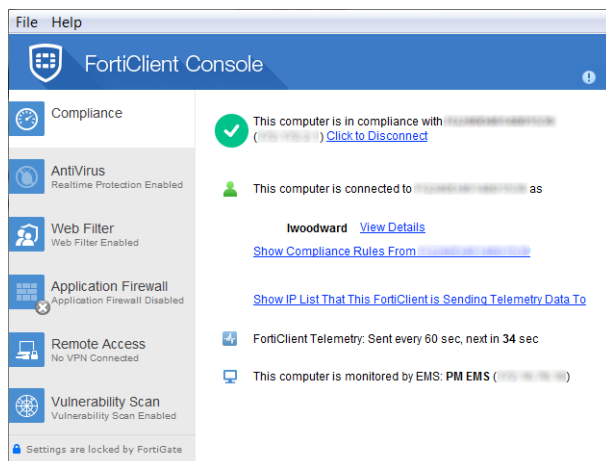 File Help
FortiClient Console
Compliance
This computer is in compliance with
( ) Click to Disconnect
AntiVirus
Realtime Protection Enabled
This computer is connected to as
Web Filter
Web Filter Enabled
lwoodward View Details
Show Compliance Rules From
Application Firewall
Application Firewall Disabled
Show IP List That This FortiClient is Sending Telemetry Data To
Remote Access
No VPN Connected
FortiClient Telemetry: Sent every 60 sec, next in 34 sec
This computer is monitored by EMS: PM EMS ( )
Vulnerability Scan
Vulnerability Scan Enabled
Settings are locked by FortiGate